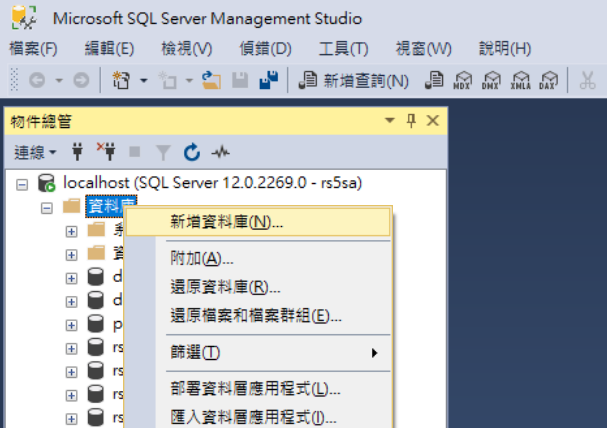 Microsoft SQL Server Management Studio
檔案(F) 編輯(E) 檢視(V) 偵錯(D) 工具(T) 視窗(W) 說明(H)
新增查詢(N) MDX DMX XMLA DAX
物件總管
連線
localhost (SQL Server 12.0.2269.0 - rs5sa)
資料庫
新增資料庫(N)...
附加(A)...
還原資料庫(R)...
還原檔案和檔案群組(E)...
篩選(T)
部署資料層應用程式(L)...
匯入資料層應用程式(I)...
系
資
d
d
p
rs
rs
rs
rs